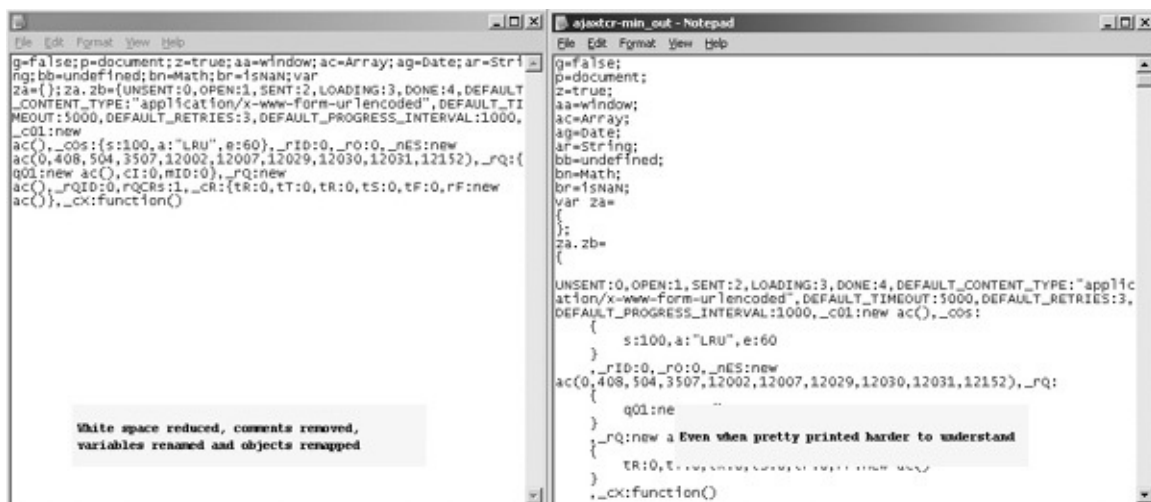 File Edit Format View Help
g=false;p=document;z=true;aa=window;ac=Array;ag=Date;ar=Stri
ng;bb=undefined;bn=Math;br=isNaN;var
za={};za.zb={UNSENT:0,OPEN:1,SENT:2,LOADING:3,DONE:4,DEFAULT
_CONTENT_TYPE:"application/x-www-form-urlencoded",DEFAULT_TI
MEOUT:5000,DEFAULT_RETRIES:3,DEFAULT_PROGRESS_INTERVAL:1000,
_c01:new
ac(),_cOs:{s:100,a:"LRU",e:60},_rID:0,_rO:0,_nES:new
ac(0,408,504,3507,12002,12007,12029,12030,12031,12152),_rQ:{
q01:new ac(),cI:0,mID:0},_rQ:new
ac(),_rQID:0,rQCRs:1,_cR:{tR:0,tT:0,tR:0,tS:0,tF:0,rF:new
ac()},_cX:function()
White space reduced, comments removed,
variables renamed and objects remapped
ajaxtcr-min_out - Notepad
File Edit Format View Help
g=false;
p=document;
z=true;
aa=window;
ac=Array;
ag=Date;
ar=String;
bb=undefined;
bn=Math;
br=isNaN;
var za=
{
};
za.zb=
{
UNSENT:0,OPEN:1,SENT:2,LOADING:3,DONE:4,DEFAULT_CONTENT_TYPE:"applic
ation/x-www-form-urlencoded",DEFAULT_TIMEOUT:5000,DEFAULT_RETRIES:3,
DEFAULT_PROGRESS_INTERVAL:1000,_c01:new ac(),_cOs:
{
s:100,a:"LRU",e:60
}
,_rID:0,_rO:0,_nES:new
ac(0,408,504,3507,12002,12007,12029,12030,12031,12152),_rQ:
{
q01:ne
}
,_rQ:new a
Even when pretty printed harder to understand
{
}
,_cX:function()